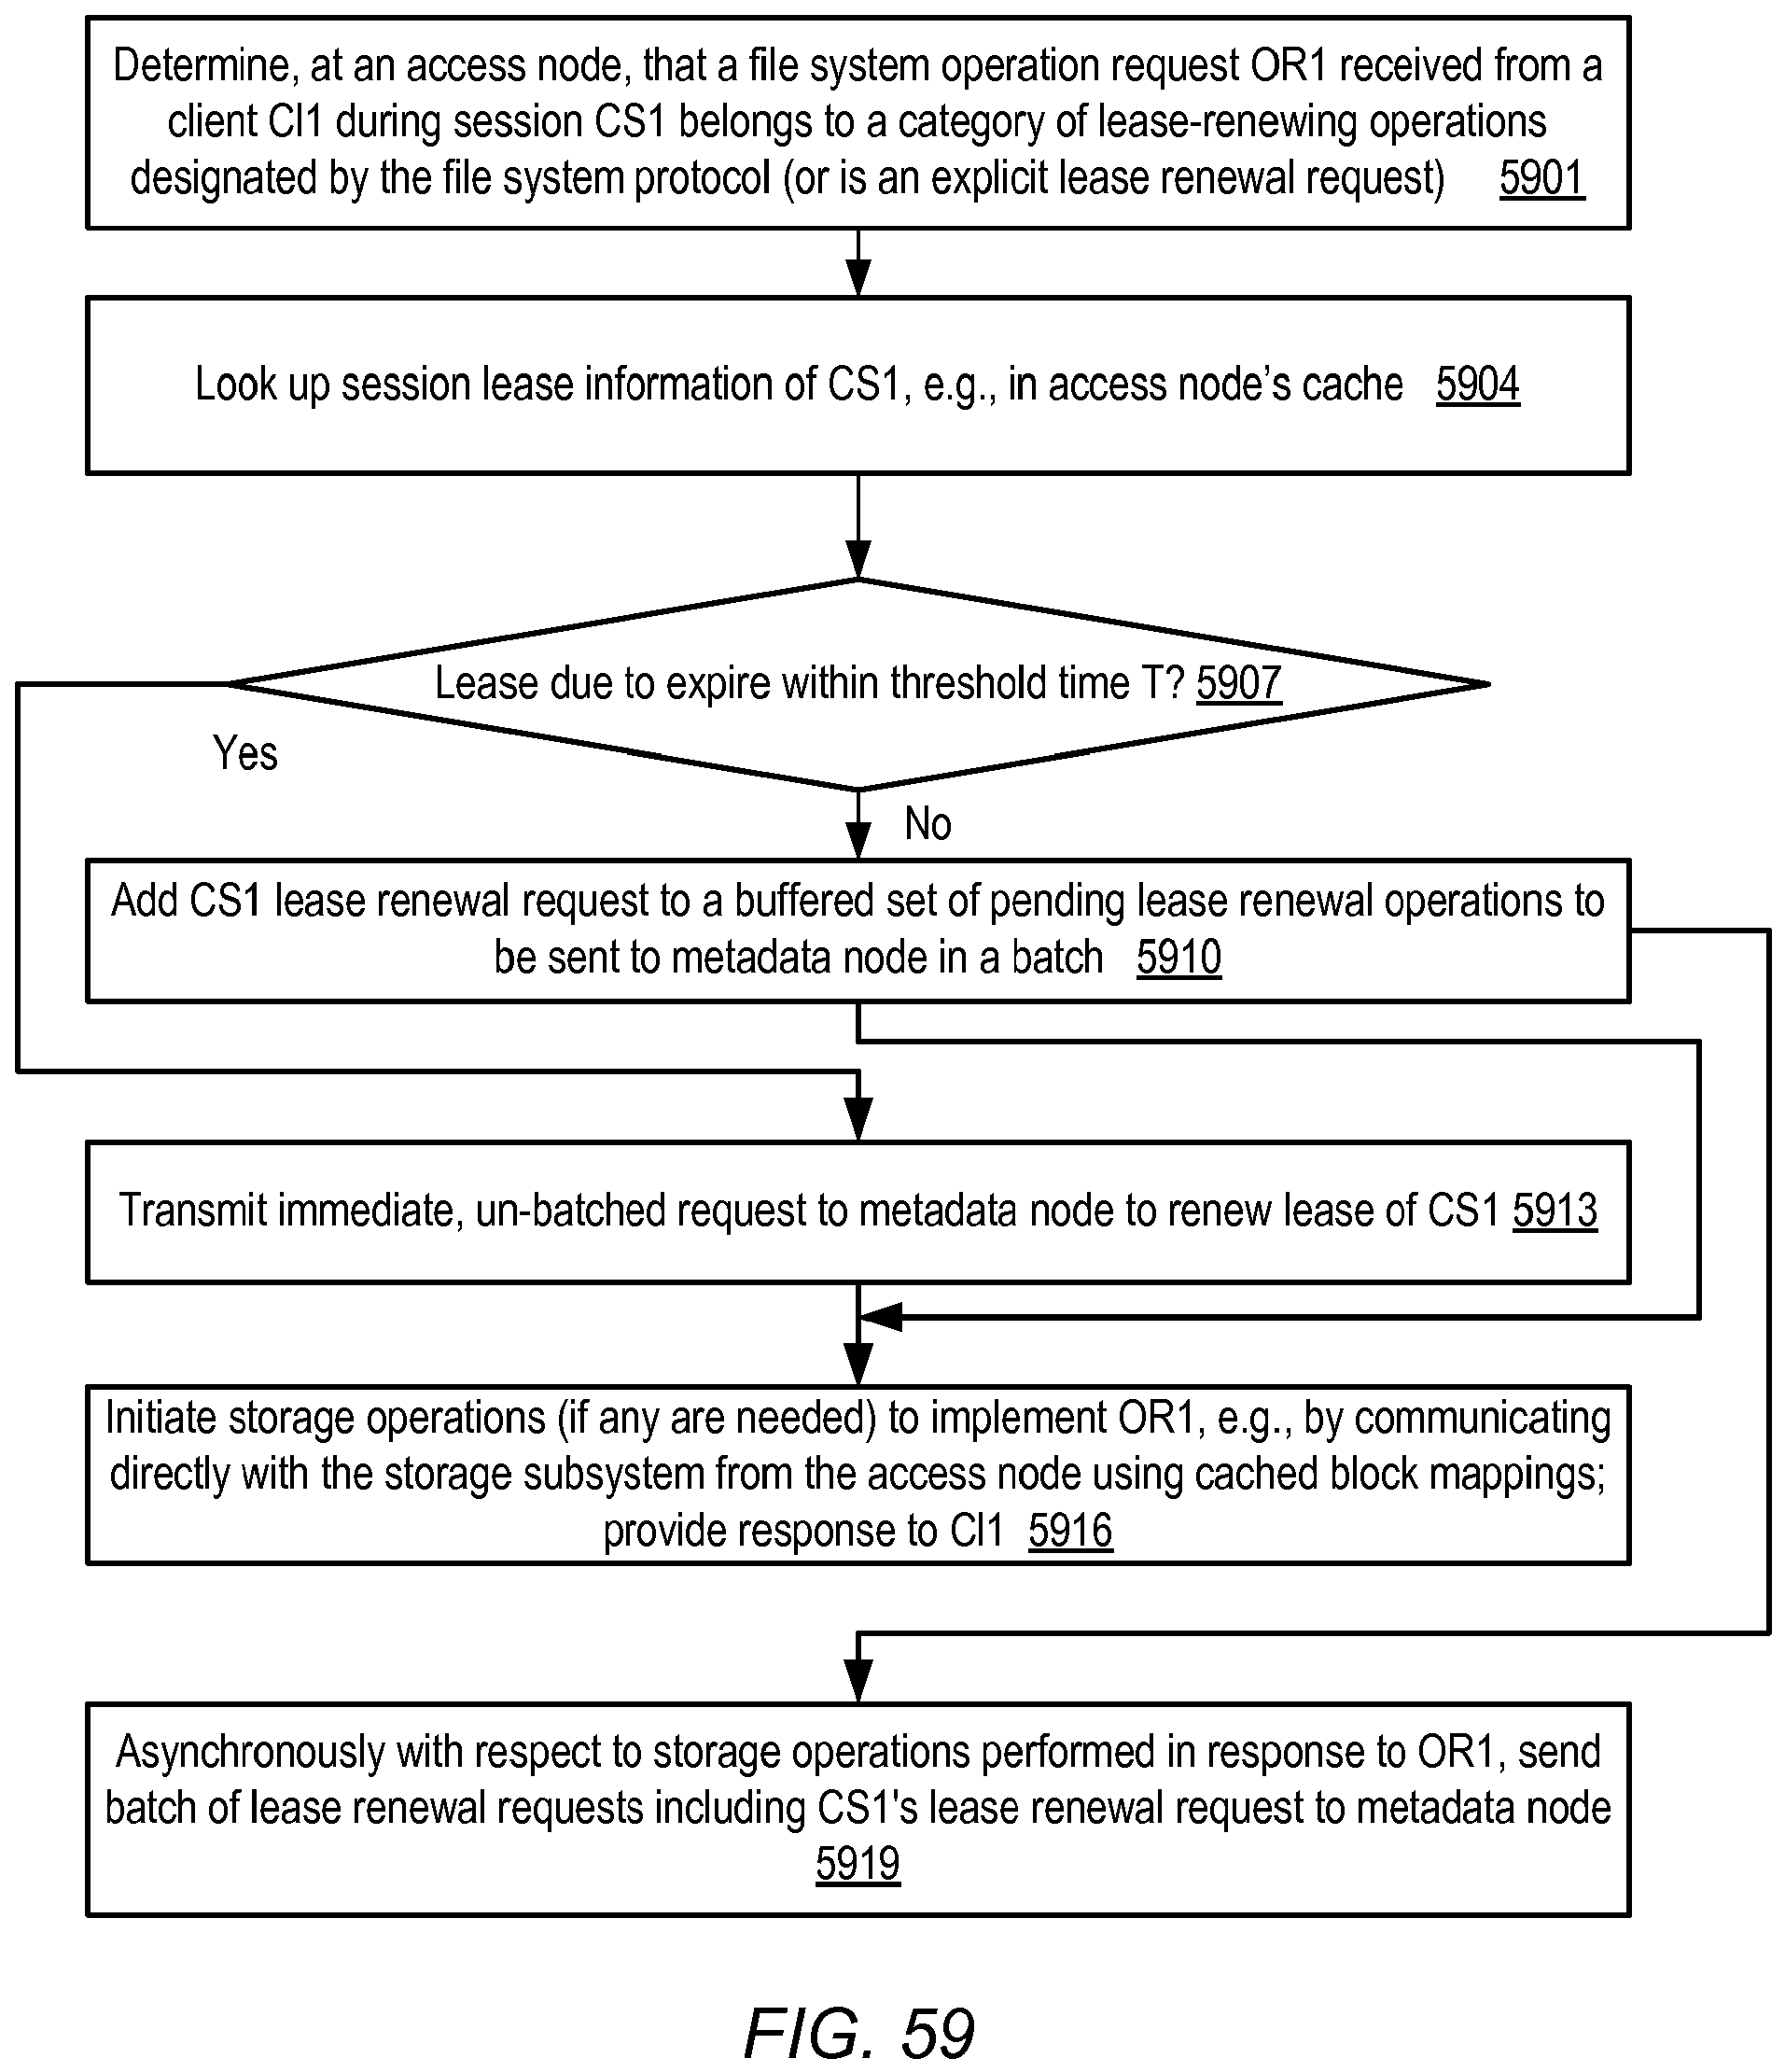 Determine, at an access node, that a file system operation request OR1 received from a
client Cl1 during session CS1 belongs to a category of lease-renewing operations
designated by the file system protocol (or is an explicit lease renewal request) 5901
Look up session lease information of CS1, e.g., in access node’s cache 5904
Lease due to expire within threshold time T? 5907
Yes
No
Add CS1 lease renewal request to a buffered set of pending lease renewal operations to
be sent to metadata node in a batch 5910
Transmit immediate, un-batched request to metadata node to renew lease of CS1 5913
Initiate storage operations (if any are needed) to implement OR1, e.g., by communicating
directly with the storage subsystem from the access node using cached block mappings;
provide response to Cl1 5916
Asynchronously with respect to storage operations performed in response to OR1, send
batch of lease renewal requests including CS1's lease renewal request to metadata node
5919
FIG. 59